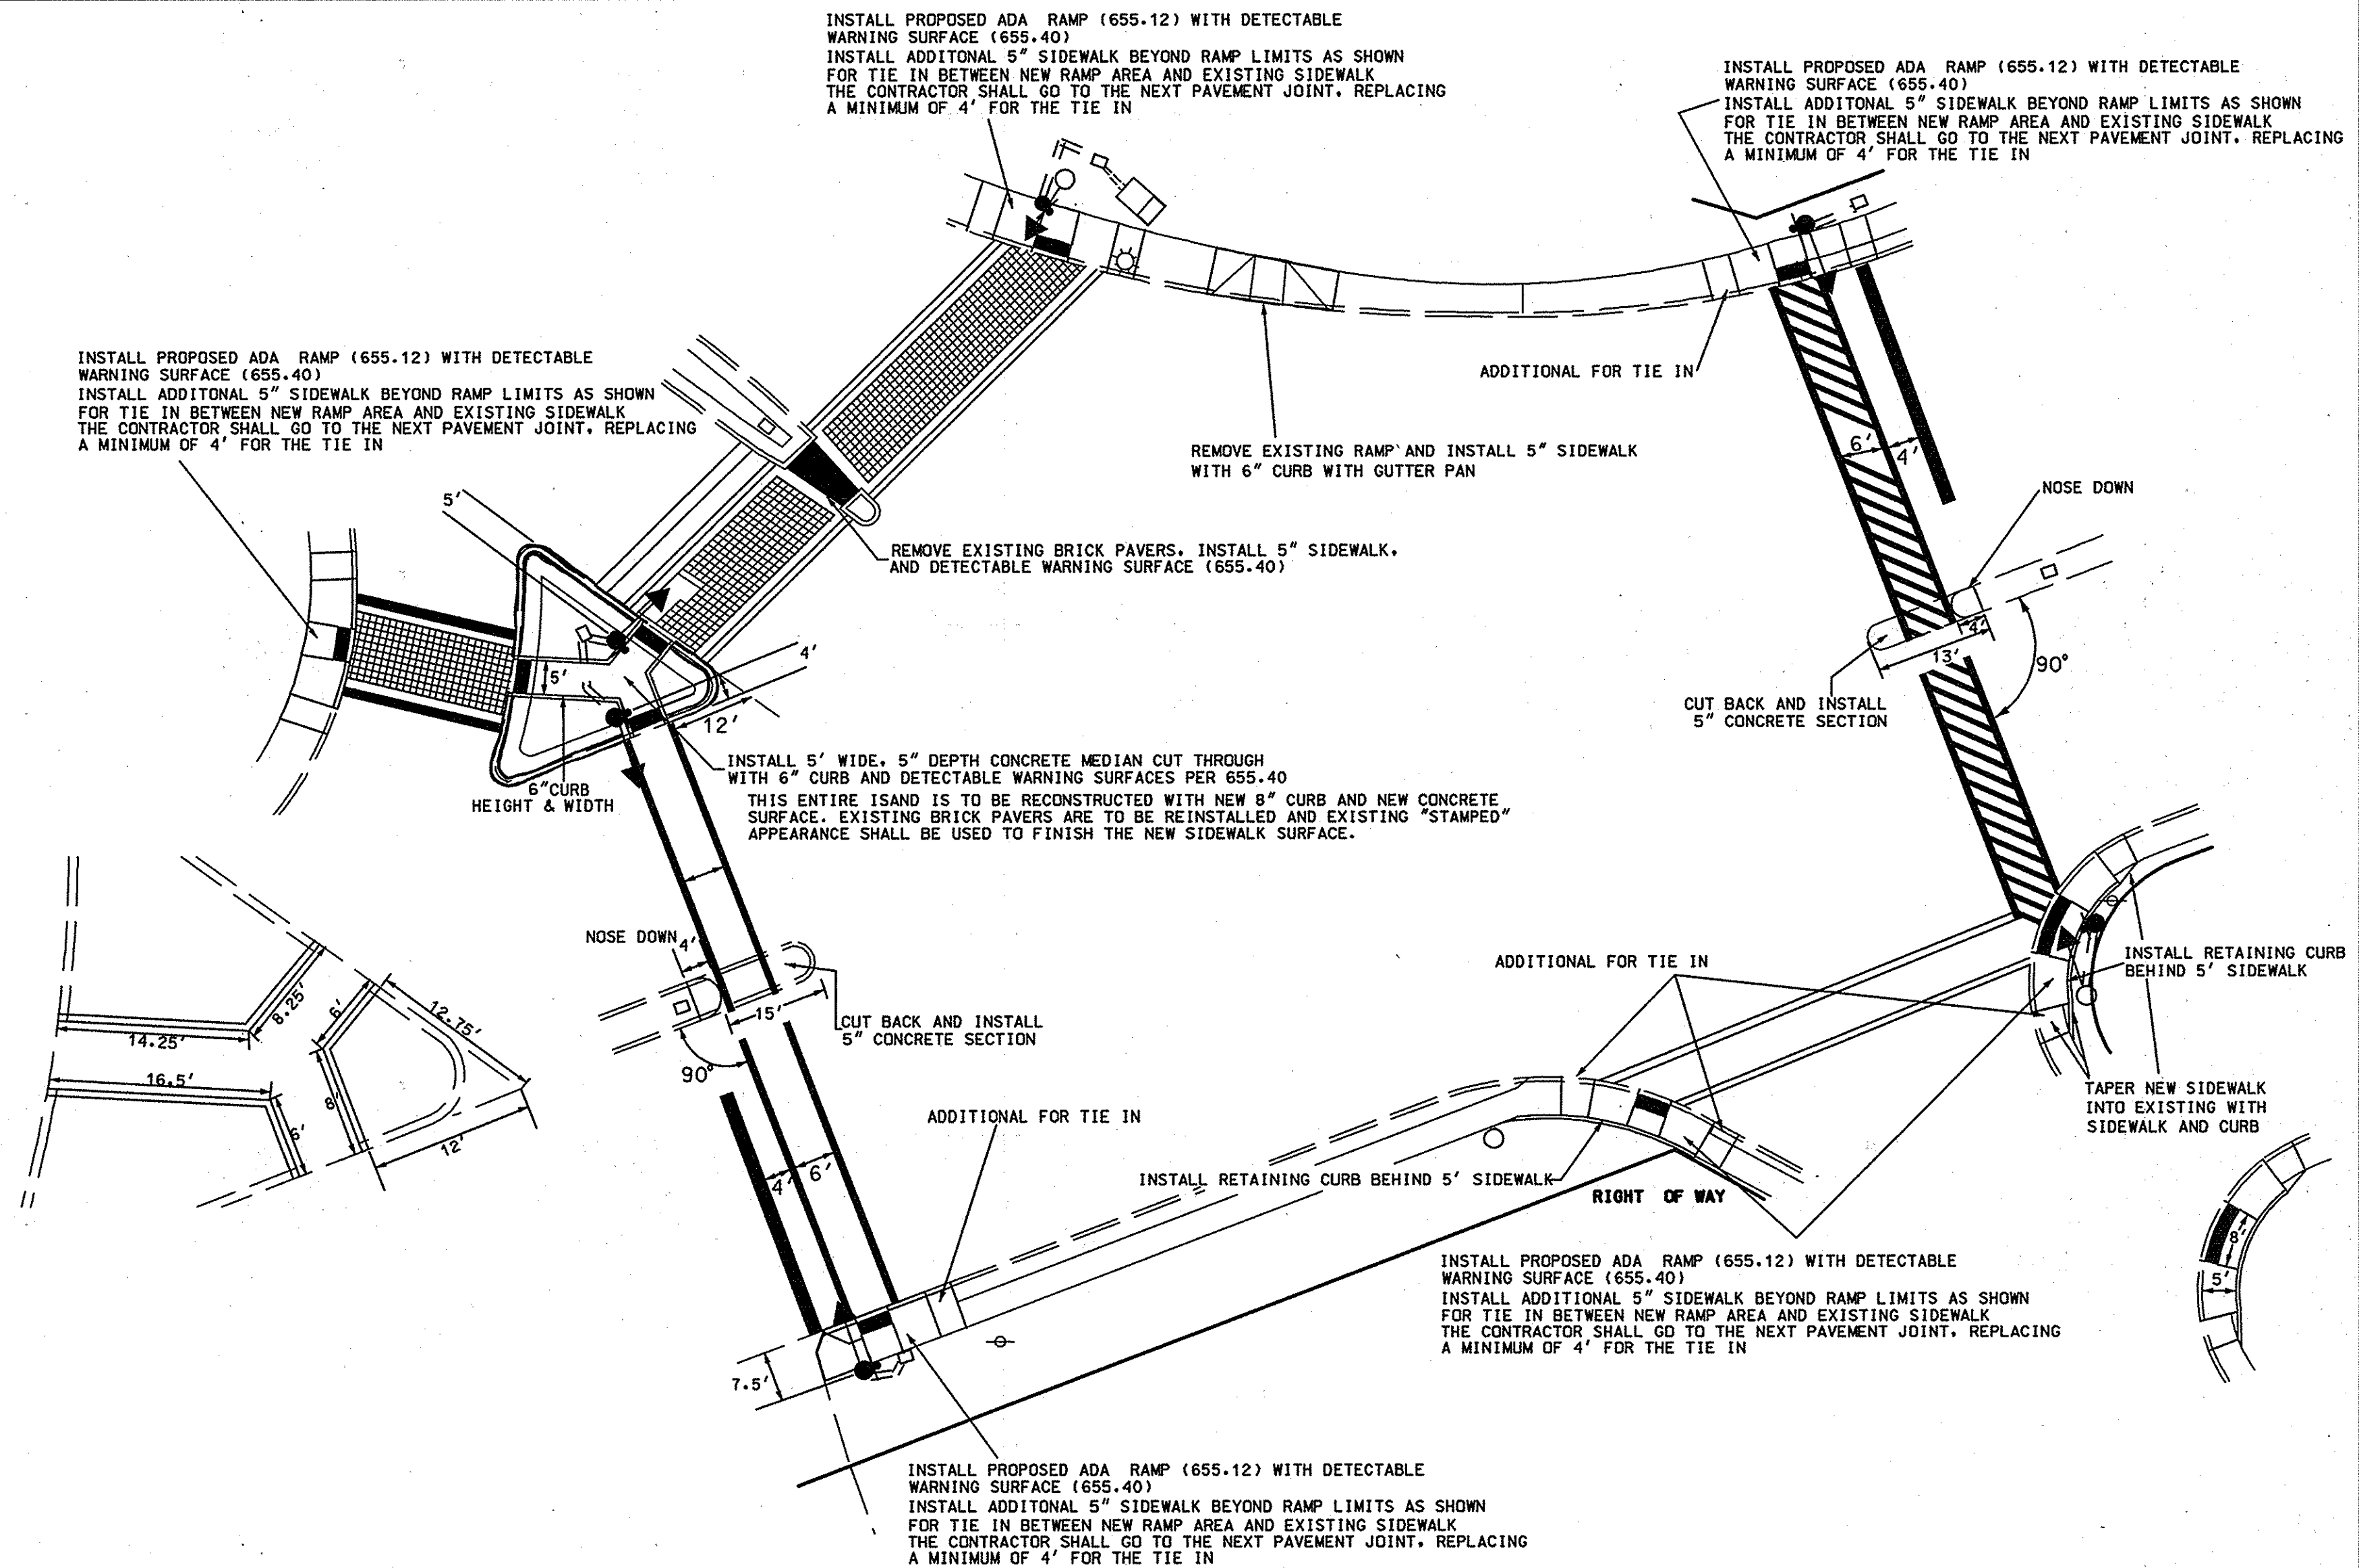 INSTALL PROPOSED ADA RAMP (655.12) WITH DETECTABLE
WARNING SURFACE (655.40)
INSTALL ADDITONAL 5" SIDEWALK BEYOND RAMP LIMITS AS SHOWN
FOR TIE IN BETWEEN NEW RAMP AREA AND EXISTING SIDEWALK
THE CONTRACTOR SHALL GO TO THE NEXT PAVEMENT JOINT. REPLACING
A MINIMUM OF 4' FOR THE TIE IN
INSTALL PROPOSED ADA RAMP (655.12) WITH DETECTABLE
WARNING SURFACE (655.40)
INSTALL ADDITONAL 5" SIDEWALK BEYOND RAMP LIMITS AS SHOWN
FOR TIE IN BETWEEN NEW RAMP AREA AND EXISTING SIDEWALK
THE CONTRACTOR SHALL GO TO THE NEXT PAVEMENT JOINT. REPLACING
A MINIMUM OF 4' FOR THE TIE IN
INSTALL PROPOSED ADA RAMP (655.12) WITH DETECTABLE
WARNING SURFACE (655.40)
INSTALL ADDITONAL 5" SIDEWALK BEYOND RAMP LIMITS AS SHOWN
FOR TIE IN BETWEEN NEW RAMP AREA AND EXISTING SIDEWALK
THE CONTRACTOR SHALL GO TO THE NEXT PAVEMENT JOINT. REPLACING
A MINIMUM OF 4' FOR THE TIE IN
ADDITIONAL FOR TIE IN
REMOVE EXISTING RAMP AND INSTALL 5" SIDEWALK
WITH 6" CURB WITH GUTTER PAN
6'
4'
NOSE DOWN
5'
REMOVE EXISTING BRICK PAVERS. INSTALL 5" SIDEWALK.
AND DETECTABLE WARNING SURFACE (655.40)
4'
13'
90°
4'
5'
12'
CUT BACK AND INSTALL
5" CONCRETE SECTION
INSTALL 5' WIDE. 5" DEPTH CONCRETE MEDIAN CUT THROUGH
WITH 6" CURB AND DETECTABLE WARNING SURFACES PER 655.40
6"CURB
HEIGHT & WIDTH
THIS ENTIRE ISAND IS TO BE RECONSTRUCTED WITH NEW 8" CURB AND NEW CONCRETE
SURFACE. EXISTING BRICK PAVERS ARE TO BE REINSTALLED AND EXISTING "STAMPED"
APPEARANCE SHALL BE USED TO FINISH THE NEW SIDEWALK SURFACE.
NOSE DOWN
4'
15'
90°
CUT BACK AND INSTALL
5" CONCRETE SECTION
8.25'
6'
12.75'
14.25'
16.5'
8'
6'
12'
ADDITIONAL FOR TIE IN
INSTALL RETAINING CURB
BEHIND 5' SIDEWALK
TAPER NEW SIDEWALK
INTO EXISTING WITH
SIDEWALK AND CURB
ADDITIONAL FOR TIE IN
4'
6'
INSTALL RETAINING CURB BEHIND 5' SIDEWALK
RIGHT OF WAY
8'
5'
INSTALL PROPOSED ADA RAMP (655.12) WITH DETECTABLE
WARNING SURFACE (655.40)
INSTALL ADDITIONAL 5" SIDEWALK BEYOND RAMP LIMITS AS SHOWN
FOR TIE IN BETWEEN NEW RAMP AREA AND EXISTING SIDEWALK
THE CONTRACTOR SHALL GO TO THE NEXT PAVEMENT JOINT. REPLACING
A MINIMUM OF 4' FOR THE TIE IN
7.5'
INSTALL PROPOSED ADA RAMP (655.12) WITH DETECTABLE
WARNING SURFACE (655.40)
INSTALL ADDITONAL 5" SIDEWALK BEYOND RAMP LIMITS AS SHOWN
FOR TIE IN BETWEEN NEW RAMP AREA AND EXISTING SIDEWALK
THE CONTRACTOR SHALL GO TO THE NEXT PAVEMENT JOINT. REPLACING
A MINIMUM OF 4' FOR THE TIE IN